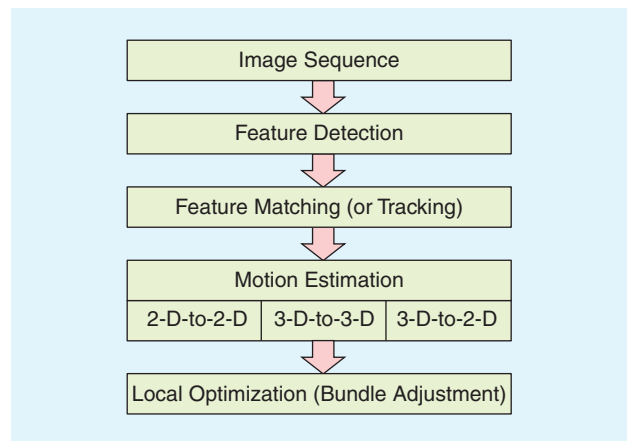 Image Sequence
Feature Detection
Feature Matching (or Tracking)
Motion Estimation
2-D-to-2-D 3-D-to-3-D 3-D-to-2-D
Local Optimization (Bundle Adjustment)